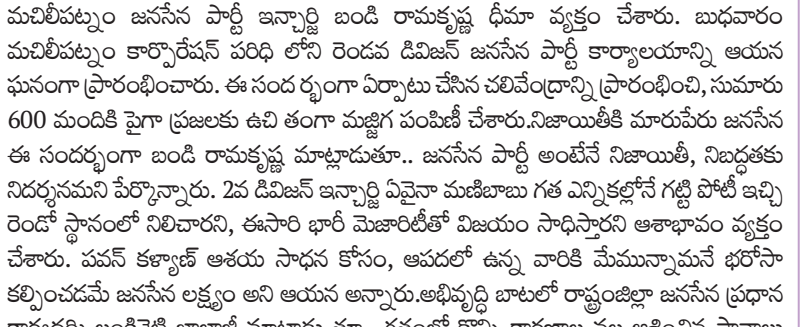 మచిలీపట్నం జనసేన పార్టీ ఇన్చార్జి బండి రామకృష్ణ ధీమా వ్యక్తం చేశారు. బుధవారం
మచిలీపట్నం కార్పొరేషన్ పరిధి లోని రెండవ డివిజన్ జనసేన పార్టీ కార్యాలయాన్ని ఆయన
ఘనంగా ప్రారంభించారు. ఈ సంద ర్భంగా ఏర్పాటు చేసిన చలివేంద్రాన్ని ప్రారంభించి, సుమారు
600 మందికి పైగా ప్రజలకు ఉచి తంగా మజ్జిగ పంపిణీ చేశారు.నిజాయితీకి మారుపేరు జనసేన
ఈ సందర్భంగా బండి రామకృష్ణ మాట్లాడుతూ.. జనసేన పార్టీ అంటేనే నిజాయితీ, నిబద్ధతకు
నిదర్శనమని పేర్కొన్నారు. 2వ డివిజన్ ఇన్చార్జి ఏవైనా మణిబాబు గత ఎన్నికల్లోనే గట్టి పోటీ ఇచ్చి
రెండో స్థానంలో నిలిచారని, ఈసారి భారీ మెజారిటీతో విజయం సాధిస్తారని ఆశాభావం వ్యక్తం
చేశారు. పవన్ కళ్యాణ్ ఆశయ సాధన కోసం, ఆపదలో ఉన్న వారికి మేమున్నామనే భరోసా
కల్పించడమే జనసేన లక్ష్యం అని ఆయన అన్నారు.అభివృద్ధి బాటలో రాష్ట్రంజిల్లా జనసేన ప్రధాన